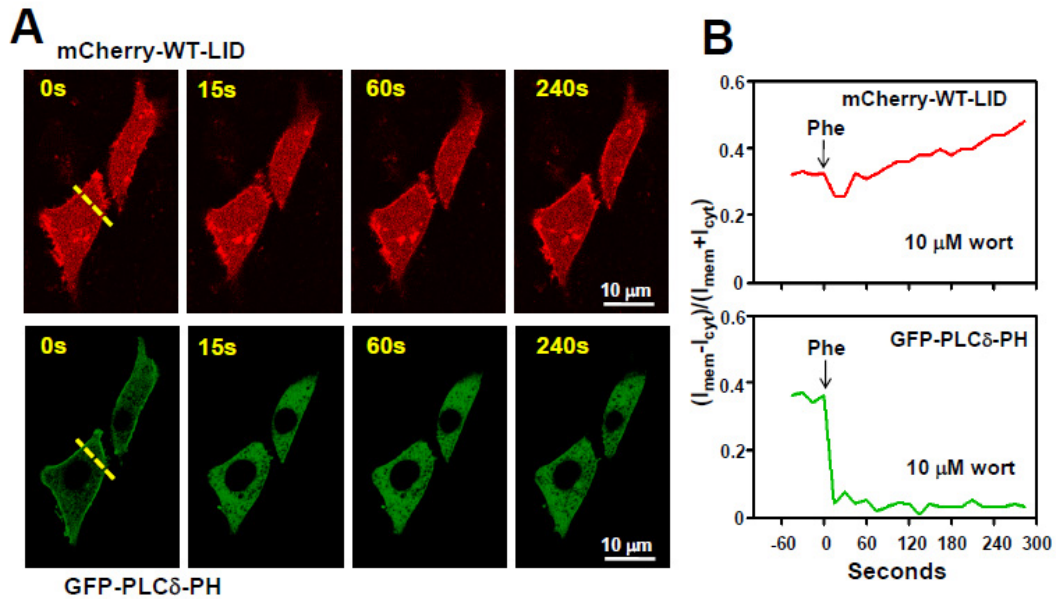 A
mCherry-WT-LID
0s
15s
60s
240s
10 μm
0s
15s
60s
240s
10 μm
GFP-PLCδ-PH
B
(Imem-Icyt)/(Imem+Icyt)
0.6
0.4
0.2
0
mCherry-WT-LID
Phe
10 μM wort
0.6
0.4
0.2
0
GFP-PLCδ-PH
Phe
10 μM wort
-60 0 60 120 180 240 300
Seconds